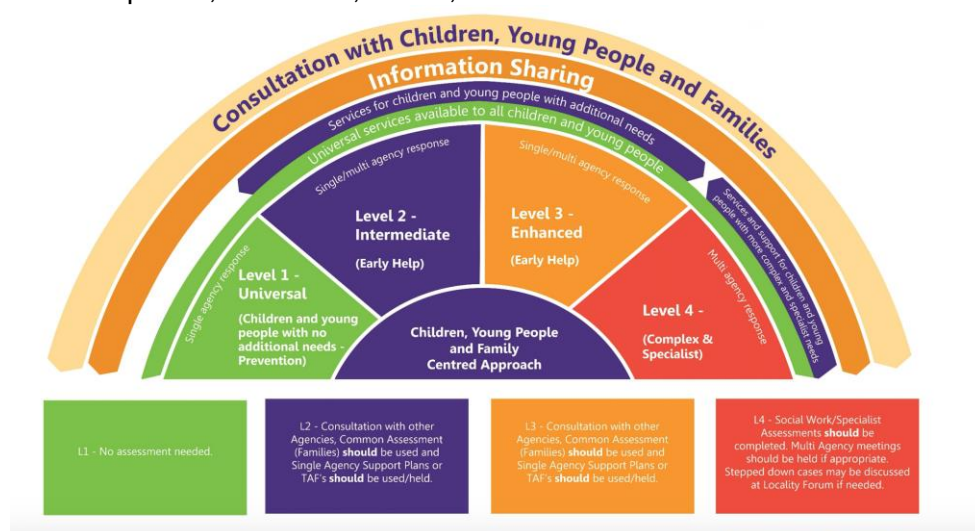 Consultation with Children, Young People and Families
Information Sharing
Services for children and young people with additional needs
Universal services available to all children and young people
Services and support for children and young
people with more complex and specialist needs
Single agency response
Level 1 -
Universal
(Children and young
people with no
additional needs -
Prevention)
Single/multi agency response
Level 2 -
Intermediate
(Early Help)
Single/multi agency response
Level 3 -
Enhanced
(Early Help)
Multi agency response
Level 4 -
(Complex &
Specialist)
Children, Young People
and Family
Centred Approach
L1 - No assessment needed.
L2 - Consultation with other
Agencies, Common Assessment
(Families) should be used and
Single Agency Support Plans or
TAF's should be used/held.
L3 - Consultation with other
Agencies, Common Assessment
(Families) should be used and
Single Agency Support Plans or
TAF's should be used/held.
L4 - Social Work/Specialist
Assessments should be
completed. Multi Agency meetings
should be held if appropriate.
Stepped down cases may be discussed
at Locality Forum if needed.